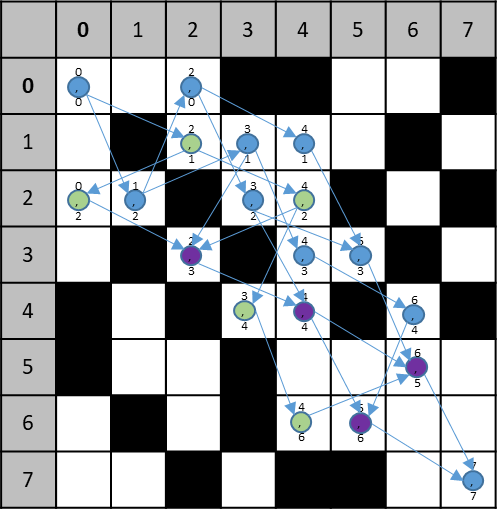 0 1 2 3 4 5 6 7
0 2
0 , ,
0 0
2 3 4
1 , , ,
1 1 1
0 1 3 4
2 , , , ,
2 2 2 2
2 4 5
3 , , ,
3 3 3
3 4 6
4 , , ,
4 4 4
6
5 ,
5
4 5
6 , ,
6 6
7
7 ,
7